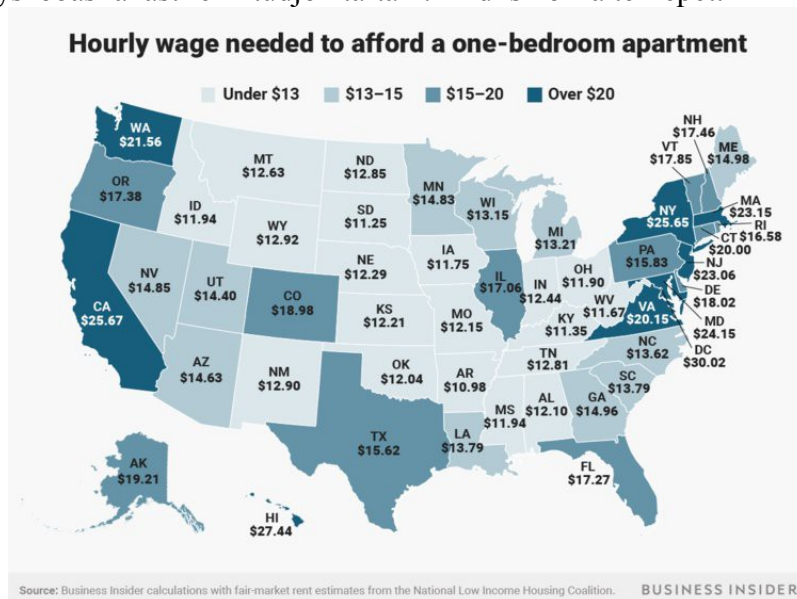 Hourly wage needed to afford a one-bedroom apartment
Under $13 $13–15 $15–20 Over $20
WA
$21.56
OR
$17.38
CA
$25.67
ID
$11.94
NV
$14.85
MT
$12.63
WY
$12.92
UT
$14.40
AZ
$14.63
CO
$18.98
NM
$12.90
ND
$12.85
SD
$11.25
NE
$12.29
KS
$12.21
OK
$12.04
TX
$15.62
MN
$14.83
IA
$11.75
MO
$12.15
AR
$10.98
LA
$13.79
WI
$13.15
IL
$17.06
MI
$13.21
IN
$12.44
OH
$11.90
KY
$11.35
WV
$11.67
TN
$12.81
MS
$11.94
AL
$12.10
GA
$14.96
SC
$13.79
NC
$13.62
VA
$20.15
FL
$17.27
PA
$15.83
NY
$25.65
VT
$17.85
NH
$17.46
ME
$14.98
MA
$23.15
RI
$16.58
CT
$20.00
NJ
$23.06
DE
$18.02
MD
$24.15
DC
$30.02
AK
$19.21
HI
$27.44
Source: Business Insider calculations with fair-market rent estimates from the National Low Income Housing Coalition. BUSINESS INSIDER